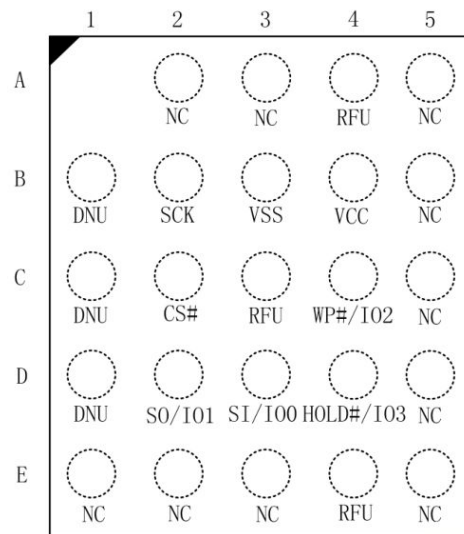 1 2 3 4 5
A
NC NC RFU NC
B
DNU SCK VSS VCC NC
C
DNU CS# RFU WP#/IO2 NC
D
DNU SO/IO1 SI/IO0 HOLD#/IO3 NC
E
NC NC NC RFU NC